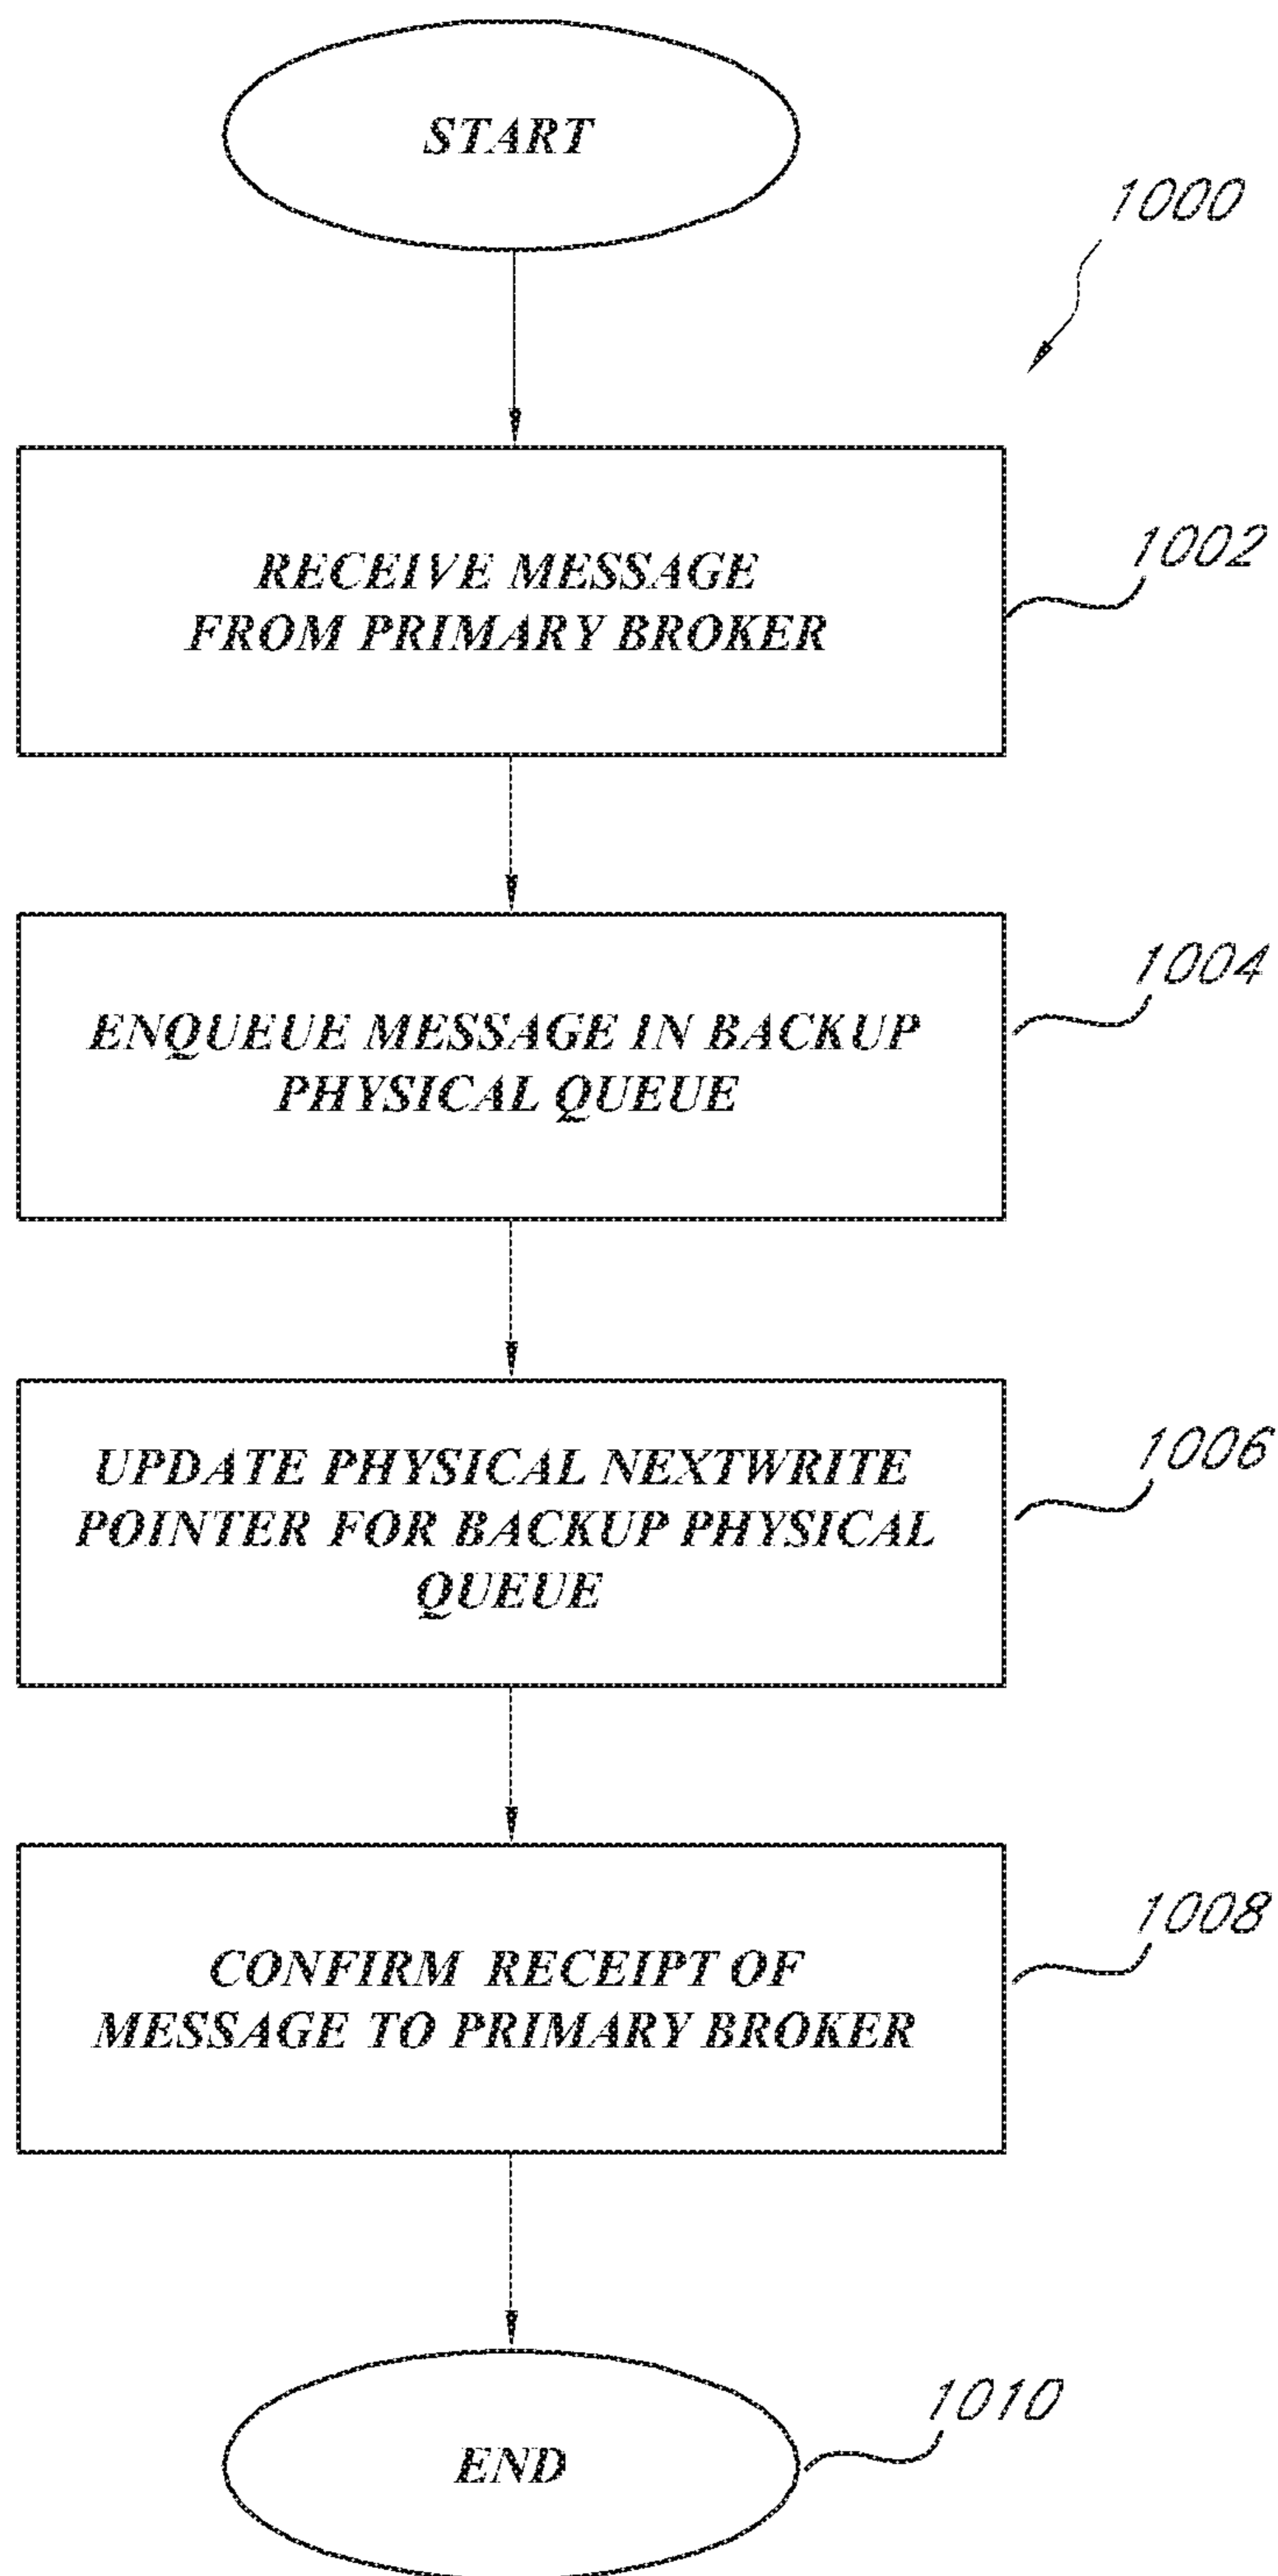 START
1000
RECEIVE MESSAGE
FROM PRIMARY BROKER
1002
ENQUEUE MESSAGE IN BACKUP
PHYSICAL QUEUE
1004
UPDATE PHYSICAL NEXTWRITE
POINTER FOR BACKUP PHYSICAL
QUEUE
1006
CONFIRM RECEIPT OF
MESSAGE TO PRIMARY BROKER
1008
END
1010